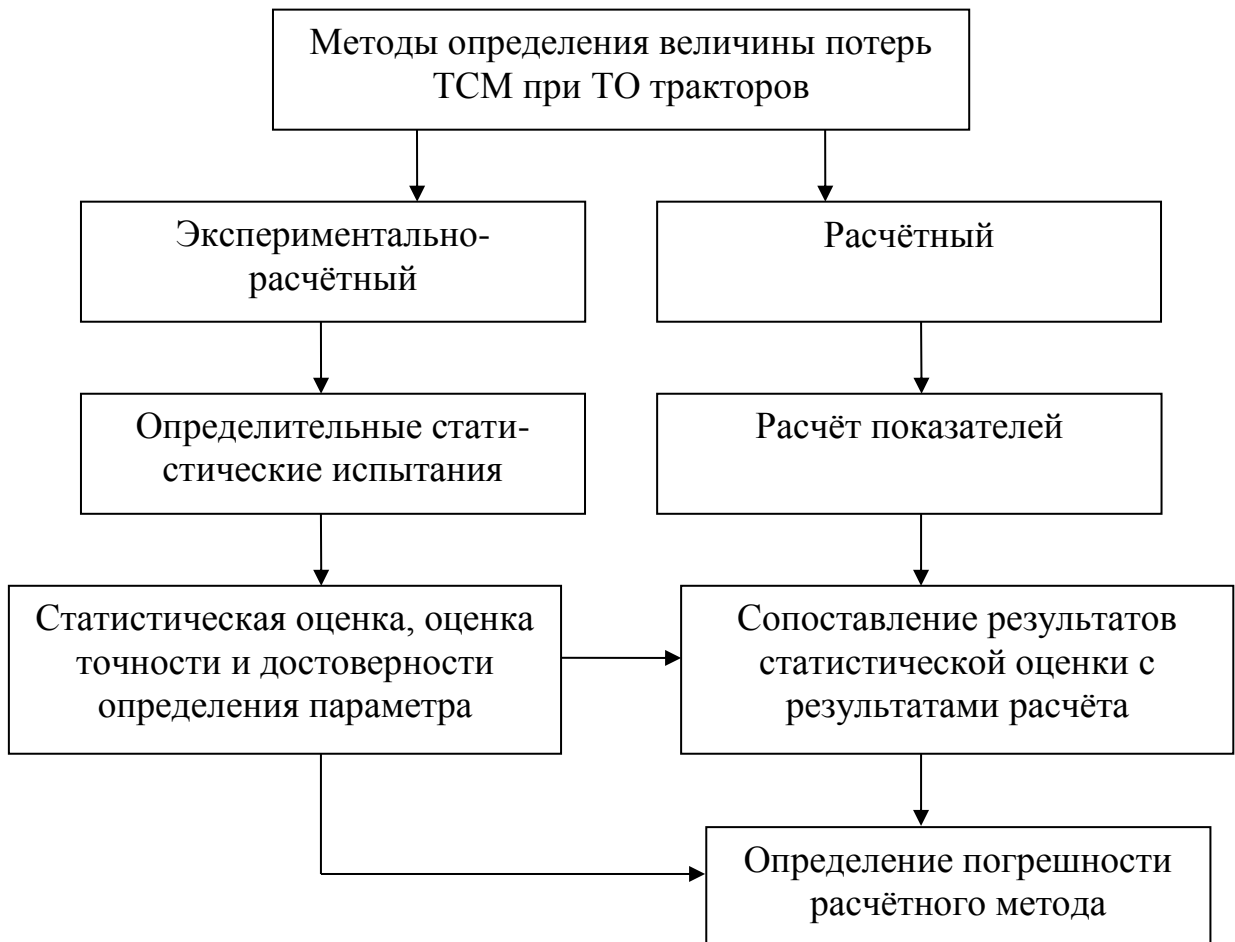 Методы определения величины потерь
ТСМ при ТО тракторов
Экспериментально-
расчётный
Расчётный
Определительные стати-
стические испытания
Расчёт показателей
Статистическая оценка, оценка
точности и достоверности
определения параметра
Сопоставление результатов
статистической оценки с
результатами расчёта
Определение погрешности
расчётного метода